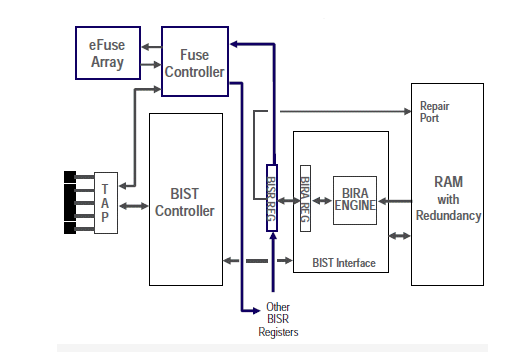 eFuse
Array
Fuse
Controller
Repair
Port
BIST
Controller
TAP
BISR REG
BIRA REG
BIRA
ENGINE
RAM
with
Redundancy
BIST Interface
Other
BISR
Registers